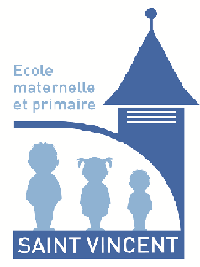 Ecole
maternelle
et primaire
SAINT VINCENT